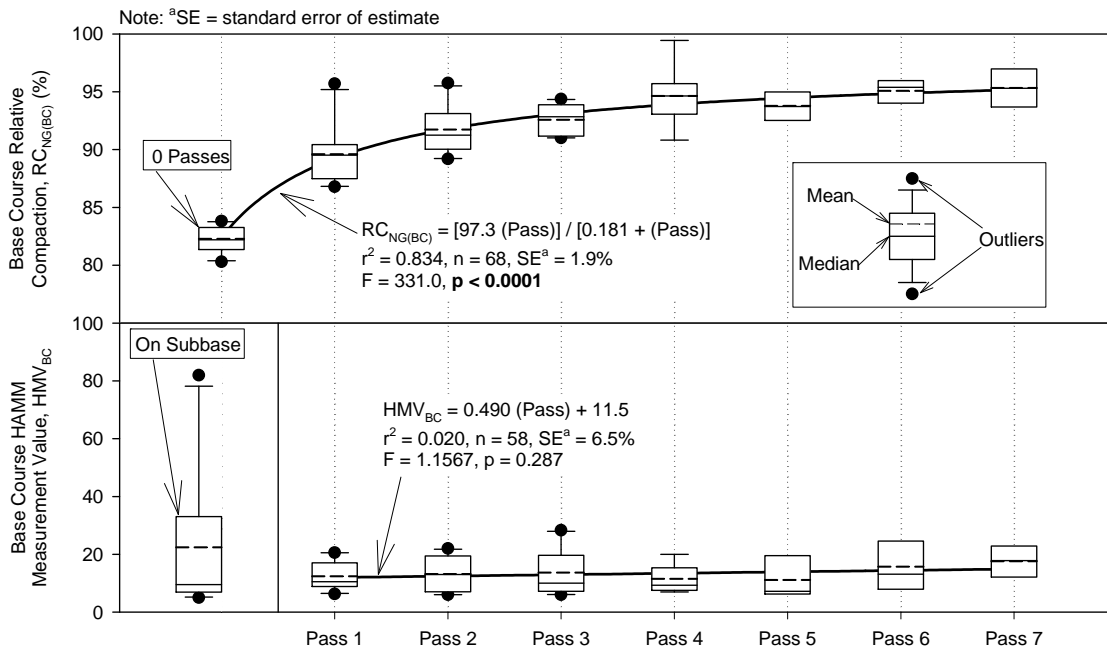 Note: ᵃSE = standard error of estimate
Base Course Relative
Compaction, RC_NG(BC) (%)
100
95
90
85
80
0 Passes
RC_NG(BC) = [97.3 (Pass)] / [0.181 + (Pass)]
r² = 0.834, n = 68, SEᵃ = 1.9%
F = 331.0, p < 0.0001
Mean
Median
Outliers
Base Course HAMM
Measurement Value, HMV_BC
100
80
60
40
20
0
On Subbase
HMV_BC = 0.490 (Pass) + 11.5
r² = 0.020, n = 58, SEᵃ = 6.5%
F = 1.1567, p = 0.287
Pass 1
Pass 2
Pass 3
Pass 4
Pass 5
Pass 6
Pass 7